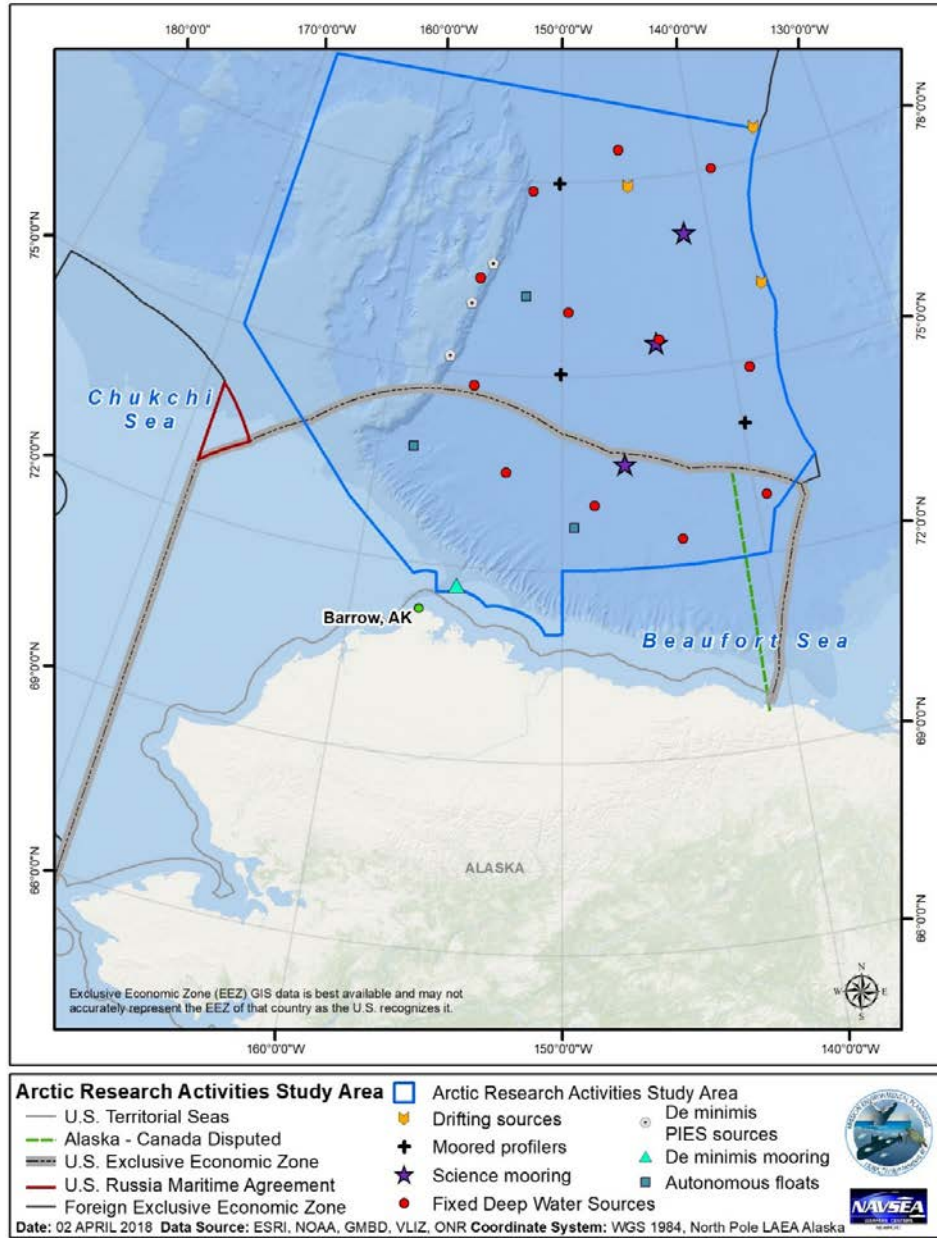 180°0'0" 170°0'0"W 160°0'0"W 150°0'0"W 140°0'0"W 130°0'0"W
78°0'0"N
75°0'0"N
75°0'0"N
Chukchi
Sea
72°0'0"N
72°0'0"N
Barrow, AK
Beaufort Sea
69°0'0"N
69°0'0"N
ALASKA
66°0'0"N
66°0'0"N
Exclusive Economic Zone (EEZ) GIS data is best available and may not
accurately represent the EEZ of that country as the U.S. recognizes it.
N
W E
S
160°0'0"W 150°0'0"W 140°0'0"W
Arctic Research Activities Study Area
U.S. Territorial Seas
Alaska - Canada Disputed
U.S. Exclusive Economic Zone
U.S. Russia Maritime Agreement
Foreign Exclusive Economic Zone
Arctic Research Activities Study Area
Drifting sources
Moored profilers
Science mooring
Fixed Deep Water Sources
De minimis
PIES sources
De minimis mooring
Autonomous floats
NAVSEA
Date: 02 APRIL 2018 Data Source: ESRI, NOAA, GMBD, VLIZ, ONR Coordinate System: WGS 1984, North Pole LAEA Alaska